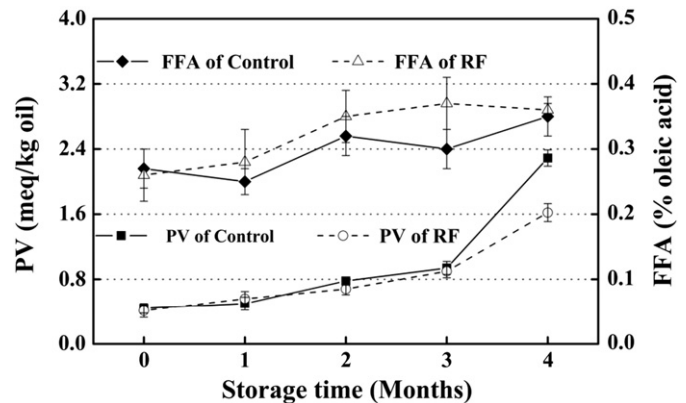 4.0
3.2
2.4
1.6
0.8
0.0
PV (meq/kg oil)
FFA of Control
FFA of RF
PV of Control
PV of RF
0.5
0.4
0.3
0.2
0.1
0.0
FFA (% oleic acid)
0 1 2 3 4
Storage time (Months)